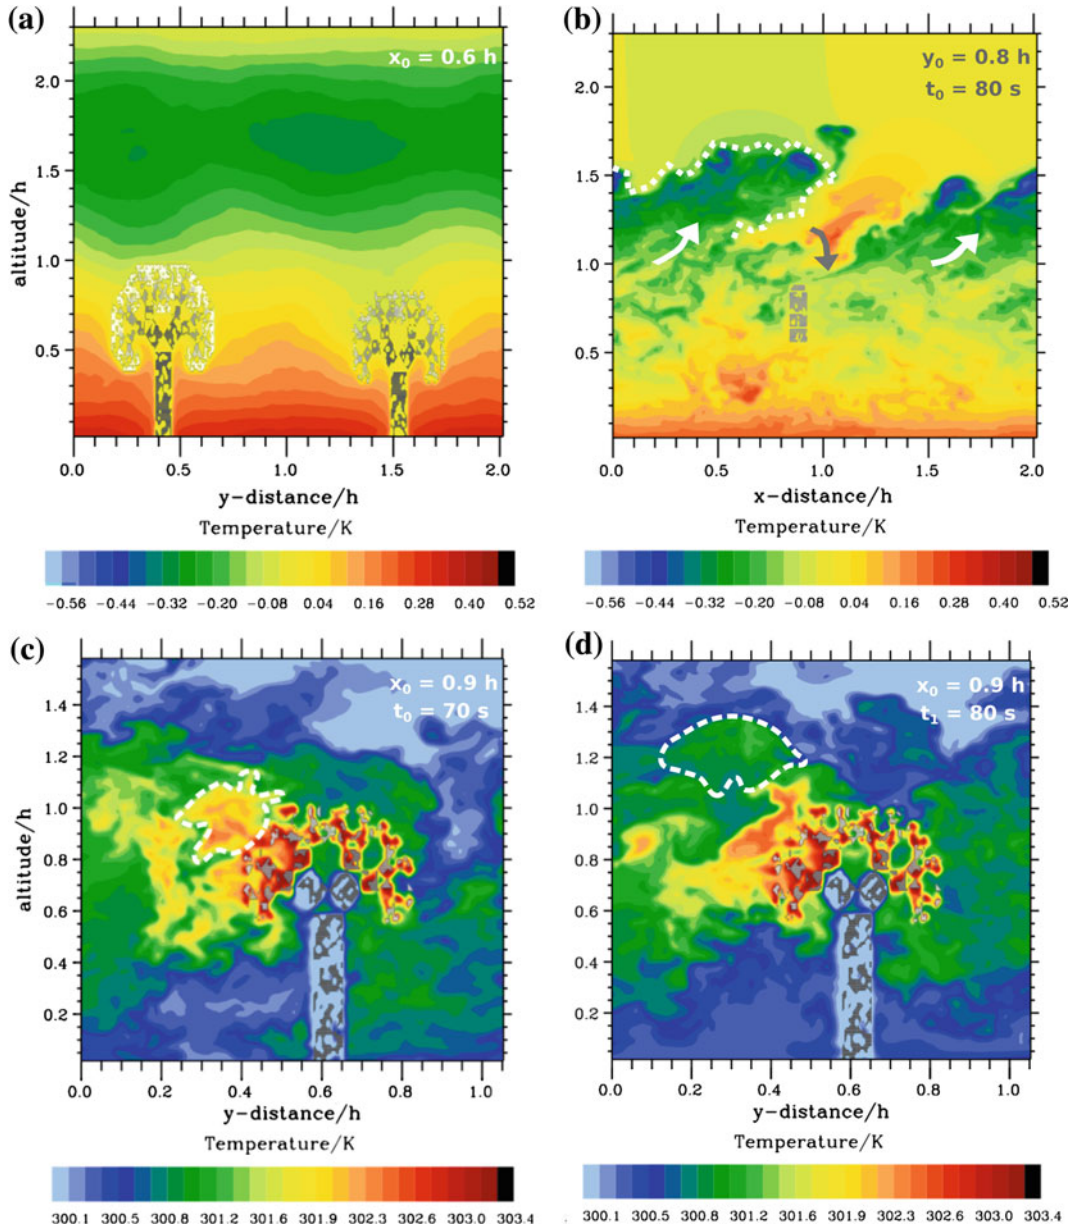 (a)
x₀ = 0.6 h
altitude/h
2.0
1.5
1.0
0.5
0.0 0.5 1.0 1.5 2.0
y-distance/h
Temperature/K
-0.56 -0.44 -0.32 -0.20 -0.08 0.04 0.16 0.28 0.40 0.52
(b)
y₀ = 0.8 h
t₀ = 80 s
2.0
1.5
1.0
0.5
0.0 0.5 1.0 1.5 2.0
x-distance/h
Temperature/K
-0.56 -0.44 -0.32 -0.20 -0.08 0.04 0.16 0.28 0.40 0.52
(c)
x₀ = 0.9 h
t₀ = 70 s
altitude/h
1.4
1.2
1.0
0.8
0.6
0.4
0.2
0.0 0.2 0.4 0.6 0.8 1.0
y-distance/h
Temperature/K
300.1 300.5 300.8 301.2 301.6 301.9 302.3 302.6 303.0 303.4
(d)
x₀ = 0.9 h
t₁ = 80 s
1.4
1.2
1.0
0.8
0.6
0.4
0.2
0.0 0.2 0.4 0.6 0.8 1.0
y-distance/h
Temperature/K
300.1 300.5 300.8 301.2 301.6 301.9 302.3 302.6 303.0 303.4